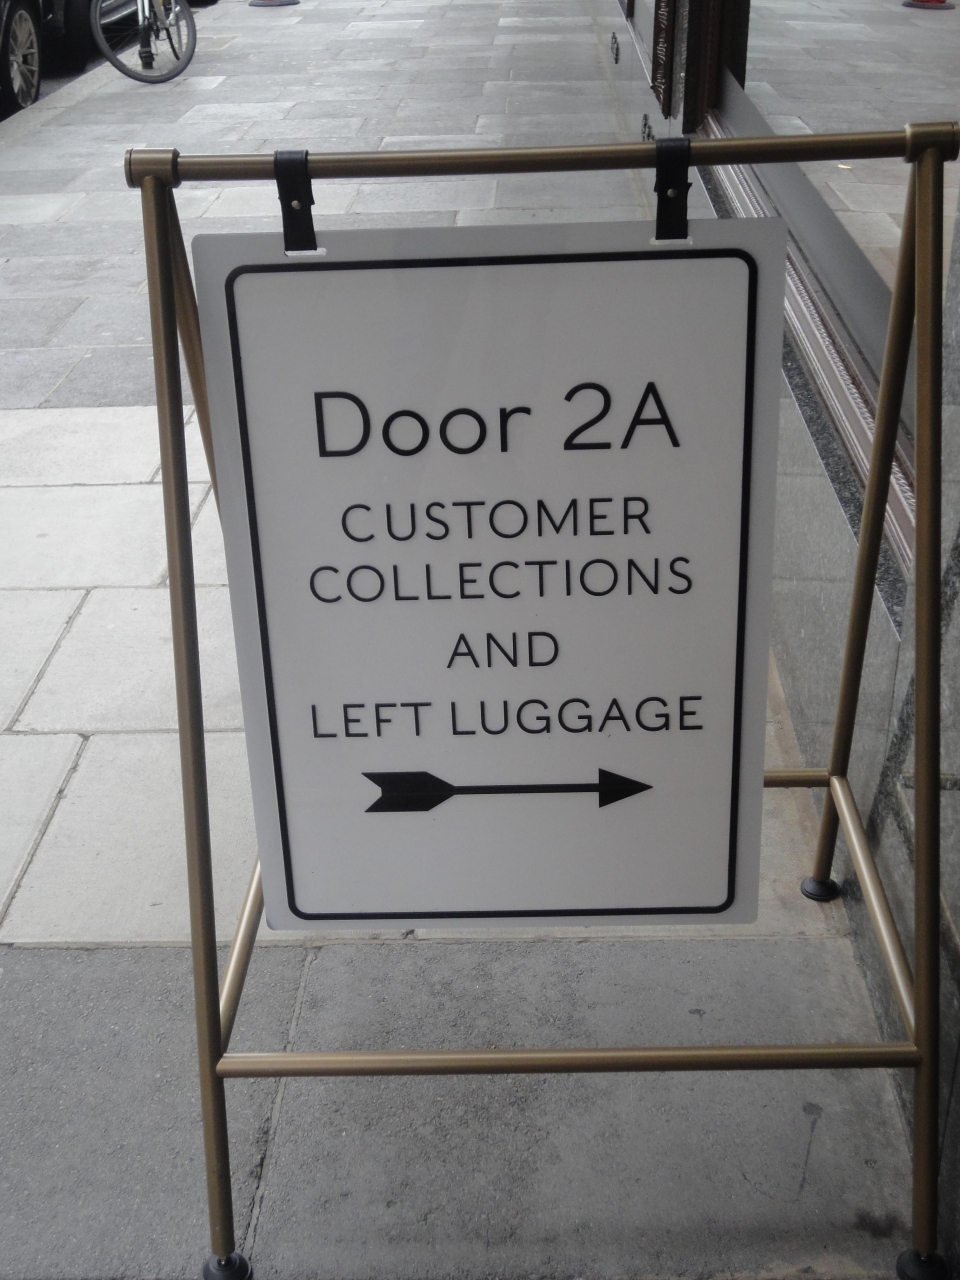 Door 2A
CUSTOMER
COLLECTIONS
AND
LEFT LUGGAGE